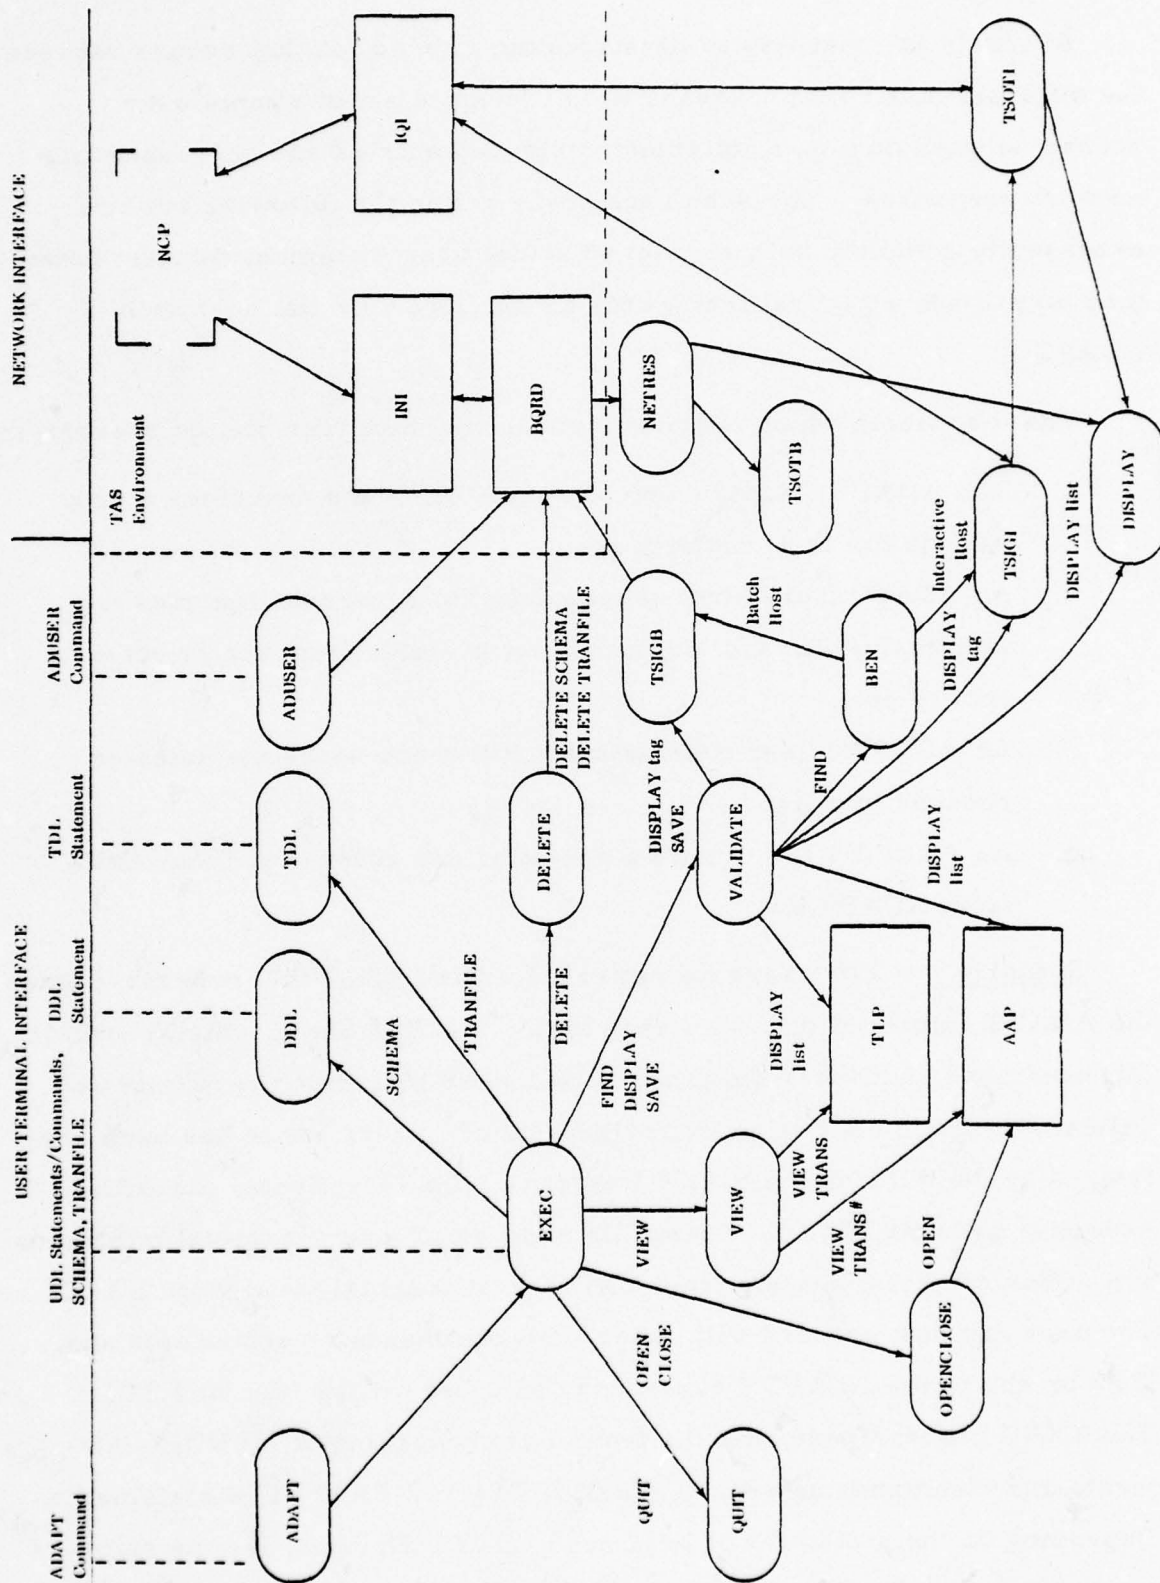 USER TERMINAL INTERFACE
NETWORK INTERFACE
ADAPT
Command
UDL Statements/Commands,
SCHEMA, TRANFILE
DDL
Statement
TDL
Statement
ADUSER
Command
TAS
Environment
NCP
ADAPT
DDL
TDL
ADUSER
INI
IQI
SCHEMA
TRANFILE
EXEC
DELETE
DELETE
DELETE SCHEMA
DELETE TRANFILE
BQRD
QUIT
OPEN
CLOSE
VIEW
FIND
DISPLAY
SAVE
DISPLAY tag
SAVE
QUIT
VIEW
VALIDATE
TSIGB
NETRES
VIEW
TRANS
VIEW
TRANS#
DISPLAY
list
FIND
Batch
Host
TSOTB
TLP
BEN
OPEN
DISPLAY
list
DISPLAY
tag
Interactive
Host
OPENCLOSE
AAP
TSIGI
TSOTI
DISPLAY list
DISPLAY